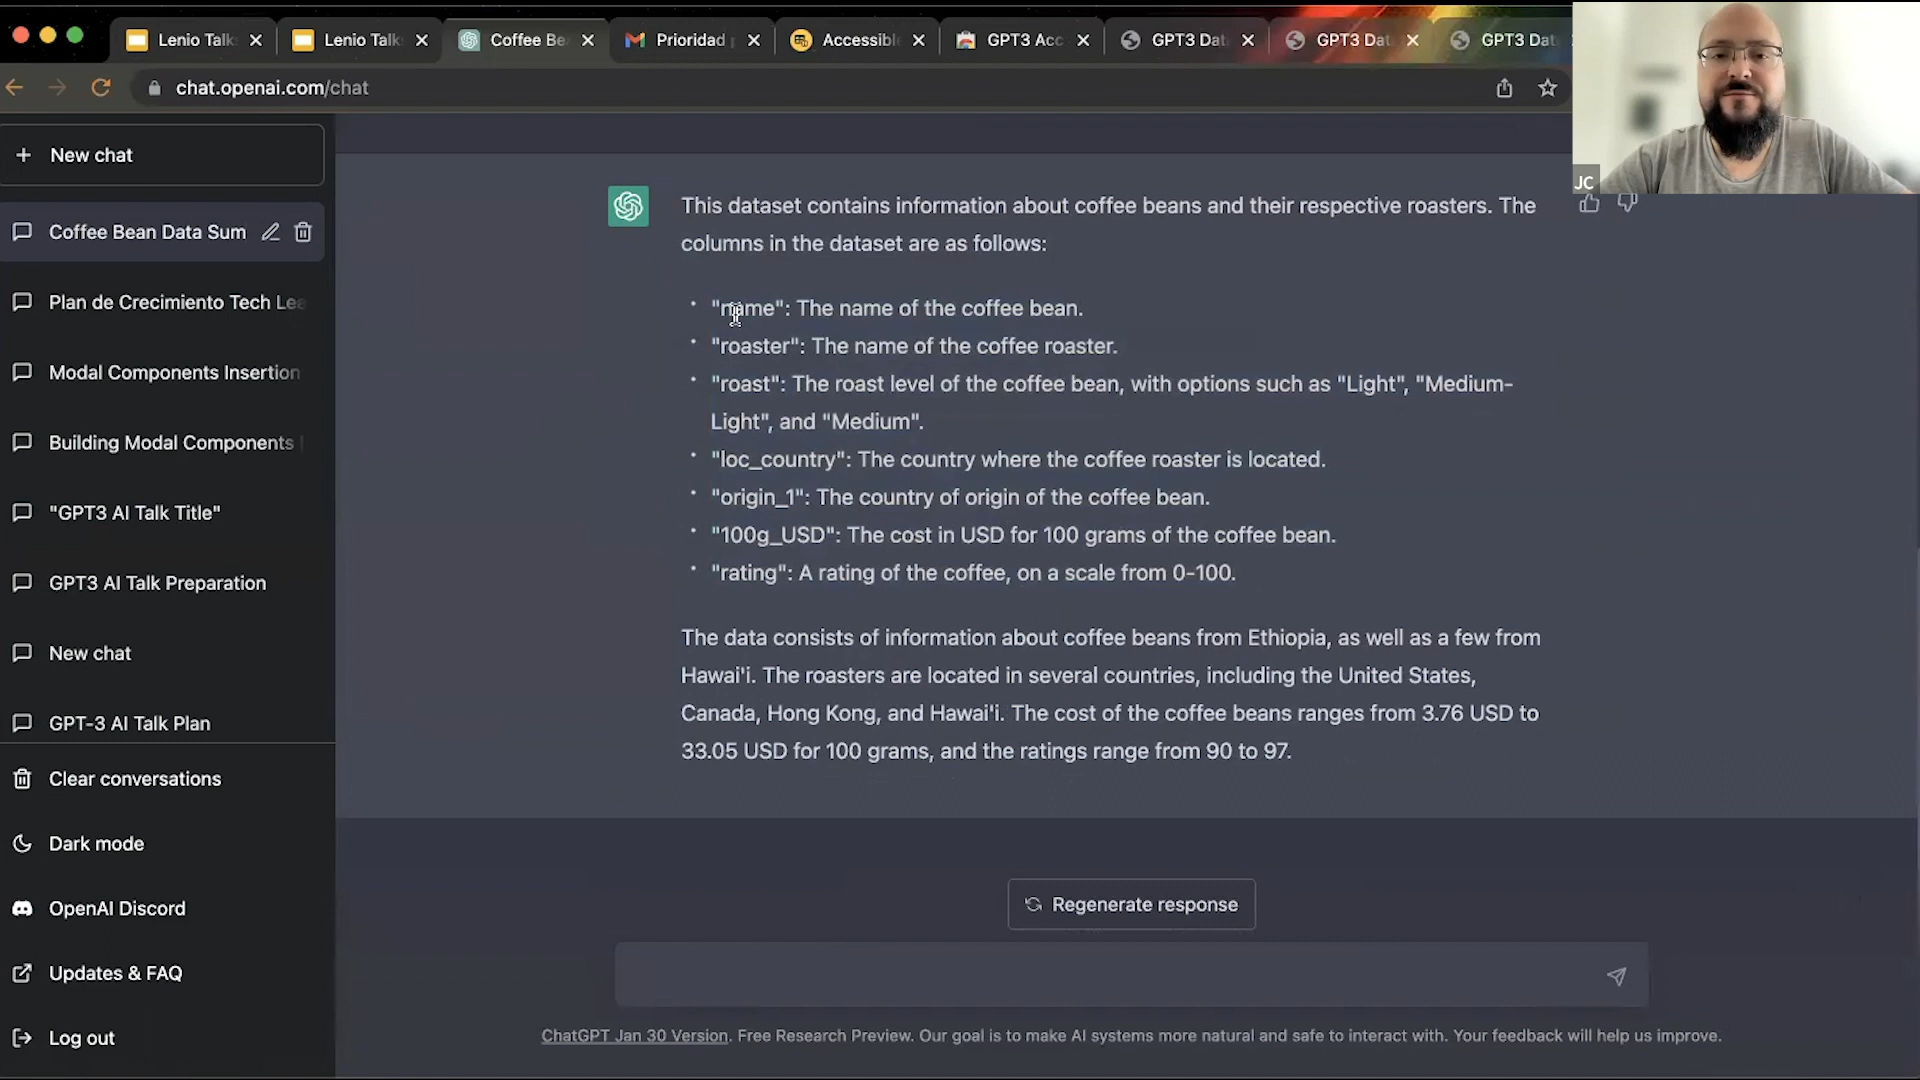 Lenio Talk
Lenio Talk
Coffee Be
Prioridad
Accessibl
GPT3 Acc
GPT3 Dat
GPT3 Dat
GPT3 Dat
chat.openai.com/chat
JC
New chat
Coffee Bean Data Sum
Plan de Crecimiento Tech Lea
Modal Components Insertion
Building Modal Components
"GPT3 AI Talk Title"
GPT3 AI Talk Preparation
New chat
GPT-3 AI Talk Plan
Clear conversations
Dark mode
OpenAI Discord
Updates & FAQ
Log out
This dataset contains information about coffee beans and their respective roasters. The
columns in the dataset are as follows:
• "name": The name of the coffee bean.
• "roaster": The name of the coffee roaster.
• "roast": The roast level of the coffee bean, with options such as "Light", "Medium-
Light", and "Medium".
• "loc_country": The country where the coffee roaster is located.
• "origin_1": The country of origin of the coffee bean.
• "100g_USD": The cost in USD for 100 grams of the coffee bean.
• "rating": A rating of the coffee, on a scale from 0-100.
The data consists of information about coffee beans from Ethiopia, as well as a few from
Hawai'i. The roasters are located in several countries, including the United States,
Canada, Hong Kong, and Hawai'i. The cost of the coffee beans ranges from 3.76 USD to
33.05 USD for 100 grams, and the ratings range from 90 to 97.
Regenerate response
ChatGPT Jan 30 Version. Free Research Preview. Our goal is to make AI systems more natural and safe to interact with. Your feedback will help us improve.